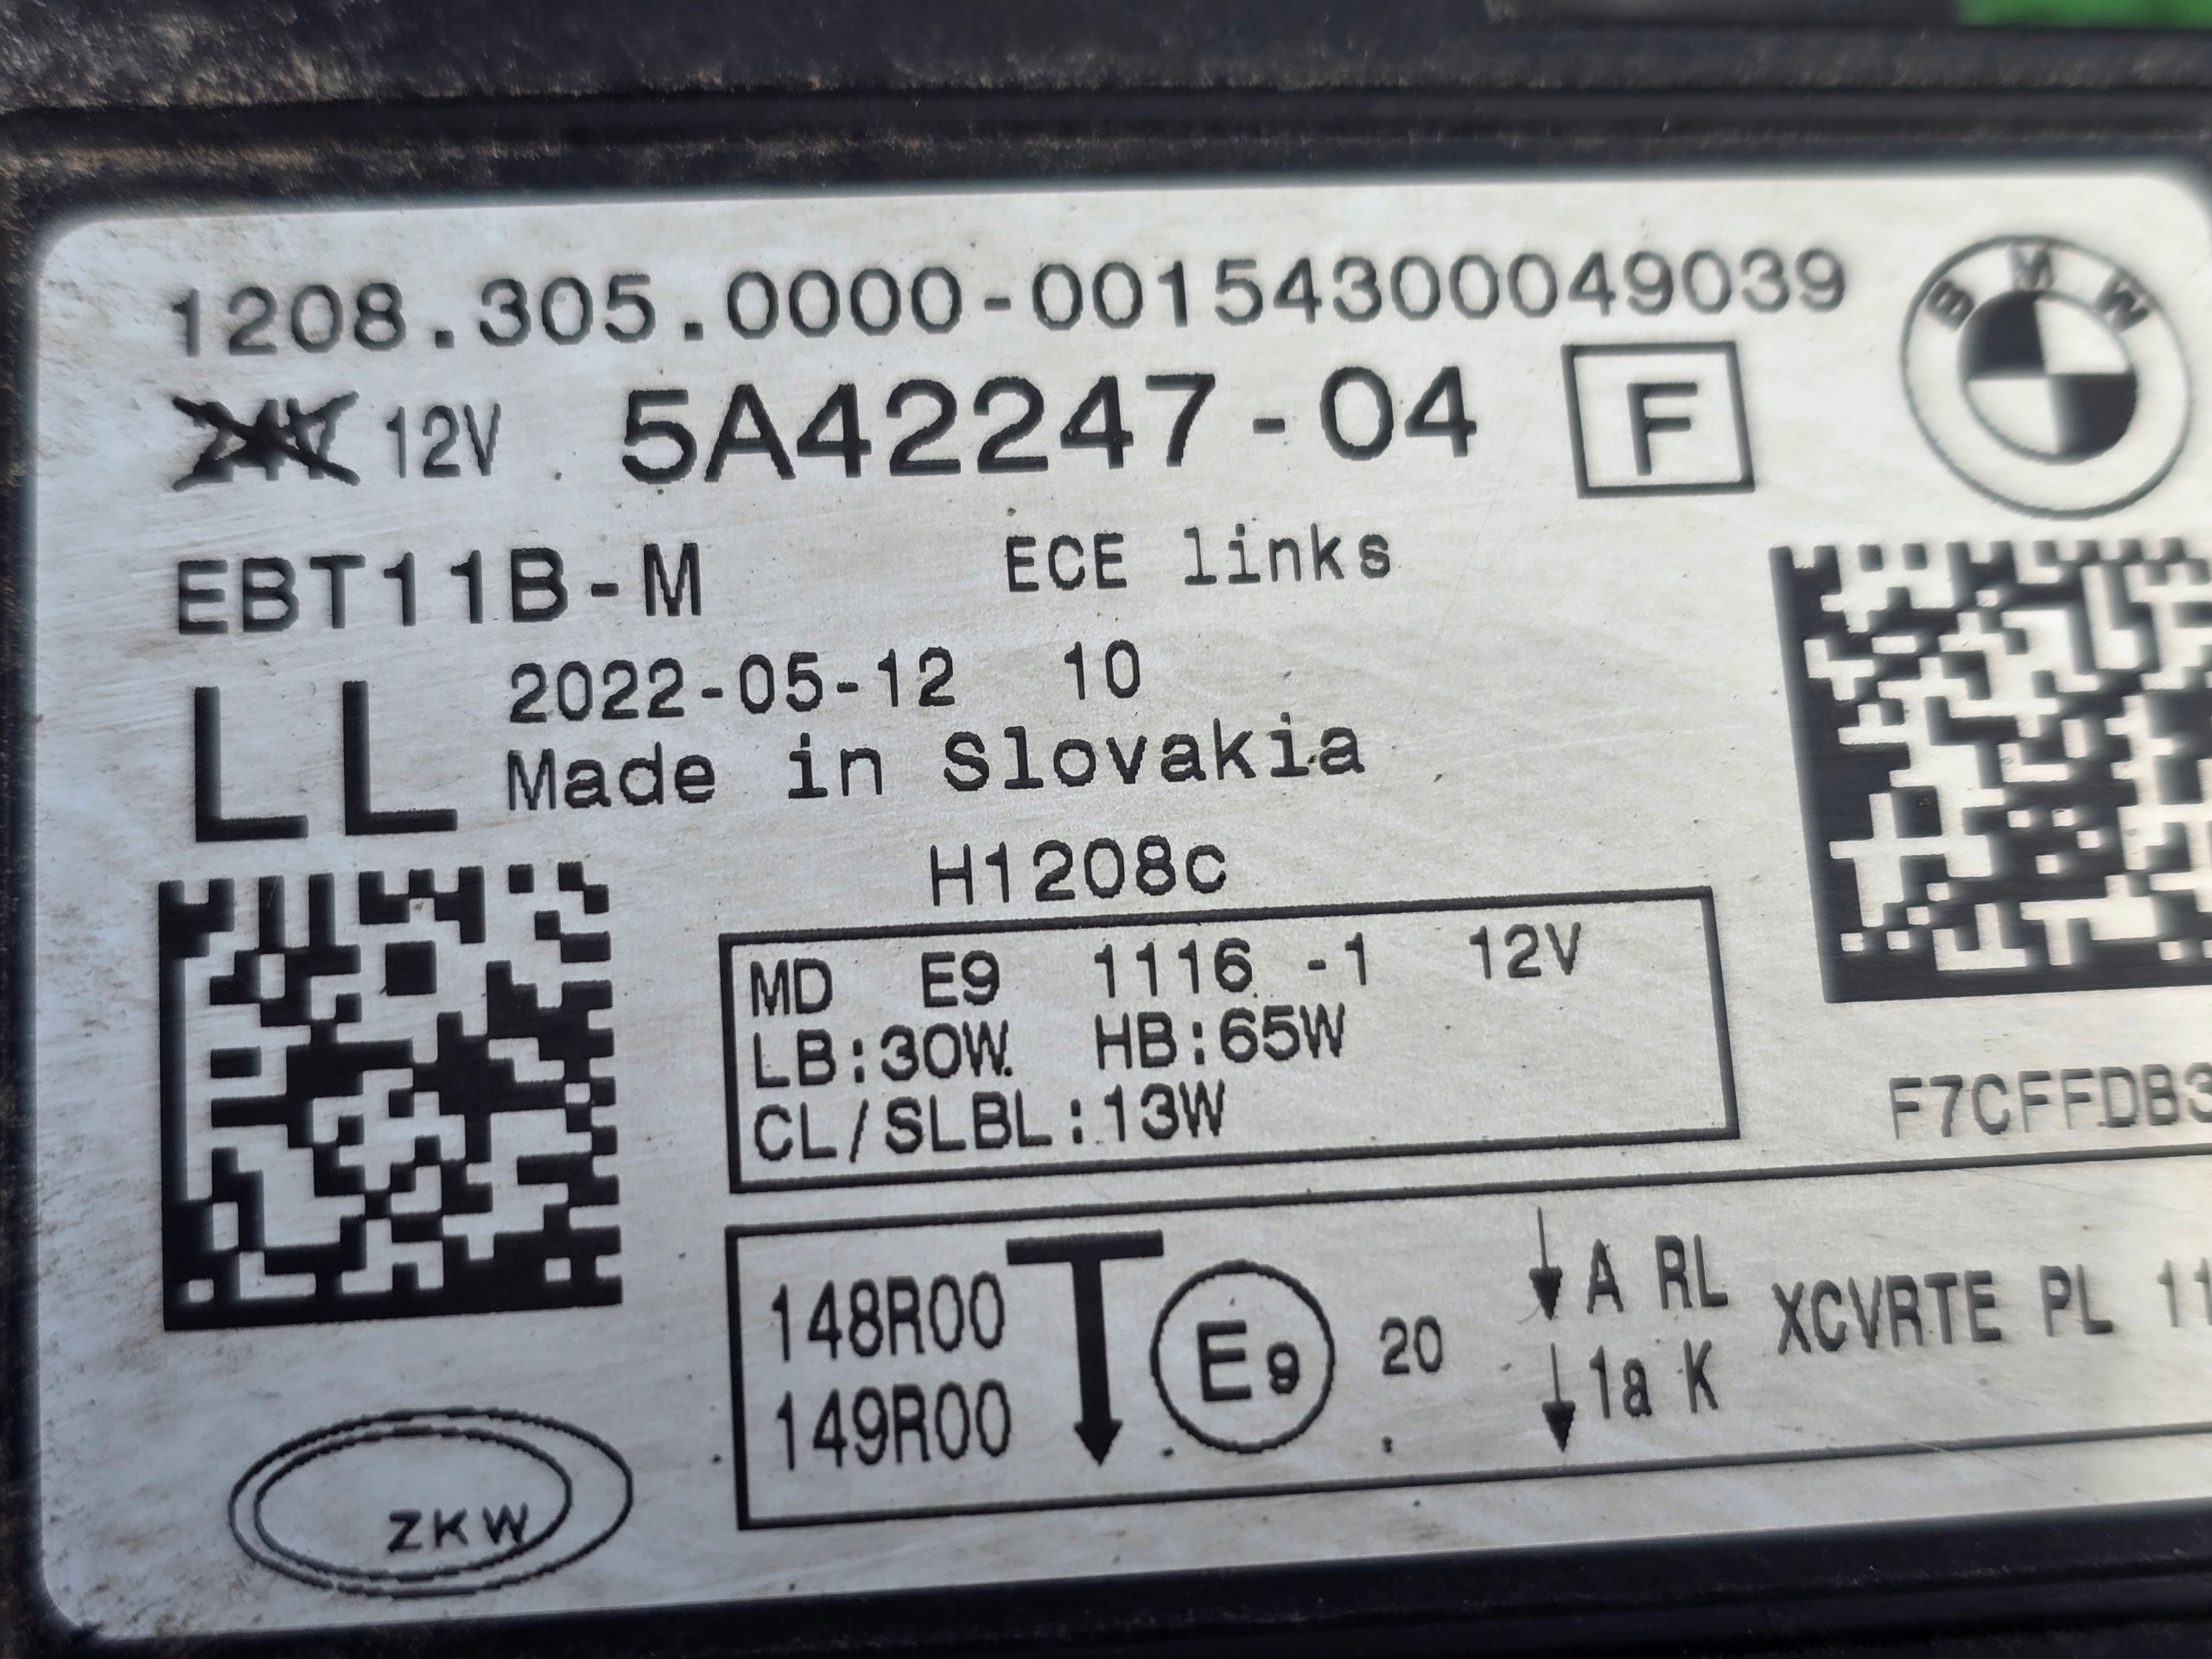 1208.305.0000-00154300049039
BMW
24V 12V 5A42247-04 F
EBT11B-M ECE links
LL 2022-05-12 10
Made in Slovakia
H1208c
MD E9 1116 -1 12V
LB:30W HB:65W
CL/SLBL:13W
F7CFFDB3
148R00 T E9 20 A RL XCVRTE PL 11
149R00 1a K
ZKW